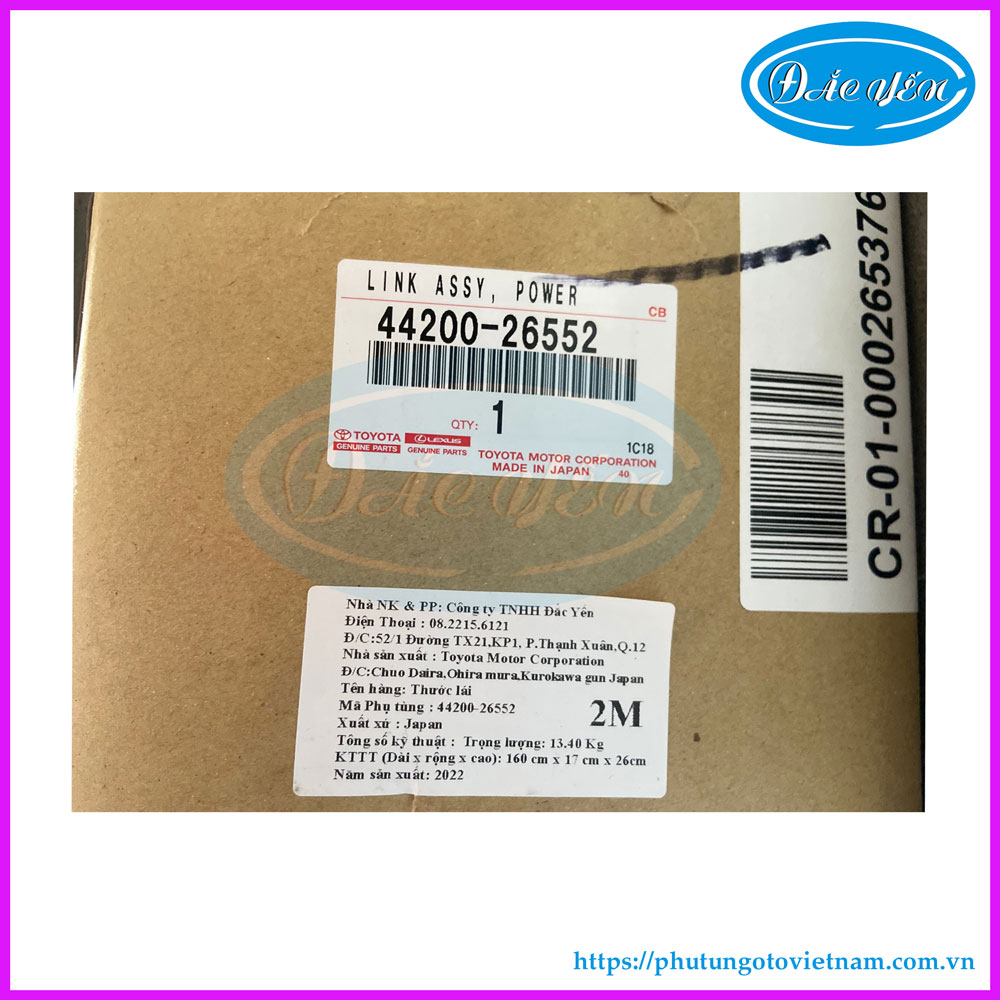 ĐẮC YẾN
LINK ASSY, POWER
CB
44200-26552
QTY: 1
TOYOTA
GENUINE PARTS
LEXUS
GENUINE PARTS
1C18
TOYOTA MOTOR CORPORATION
MADE IN JAPAN 40
CR-01-000265376
ĐẮC YẾN
Nhà NK & PP: Công ty TNHH Đắc Yến
Điện Thoại : 08.2215.6121
Đ/C:52/1 Đường TX21,KP1, P.Thạnh Xuân,Q.12
Nhà sản xuất : Toyota Motor Corporation
Đ/C:Chuo Daira,Ohira mura,Kurokawa gun Japan
Tên hàng: Thước lái
Mã Phụ tùng : 44200-26552
2M
Xuất xứ : Japan
Tông số kỹ thuật : Trọng lượng: 13.40 Kg
KTTT (Dài x rộng x cao): 160 cm x 17 cm x 26cm
Năm sản xuất: 2022
https://phutungotovietnam.com.vn